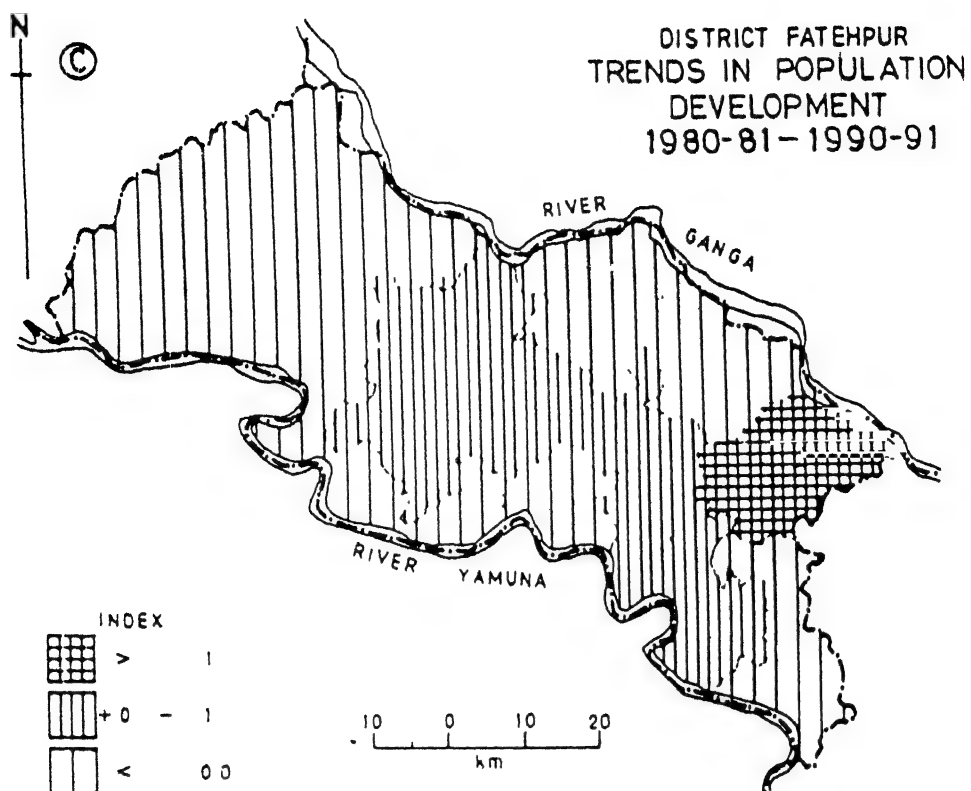 N
C
DISTRICT FATEHPUR
TRENDS IN POPULATION
DEVELOPMENT
1980-81-1990-91
RIVER
GANGA
RIVER YAMUNA
INDEX
> 1
+0 - 1
< 0.0
10 0 10 20
km